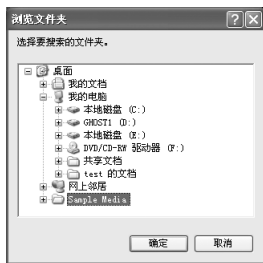 浏览文件夹
选择要搜索的文件夹。
桌面
我的文档
我的电脑
本地磁盘 (C:)
GHOST1 (D:)
本地磁盘 (E:)
DVD/CD-RW 驱动器 (F:)
共享文档
test 的文档
网上邻居
Sample Media
确定 取消